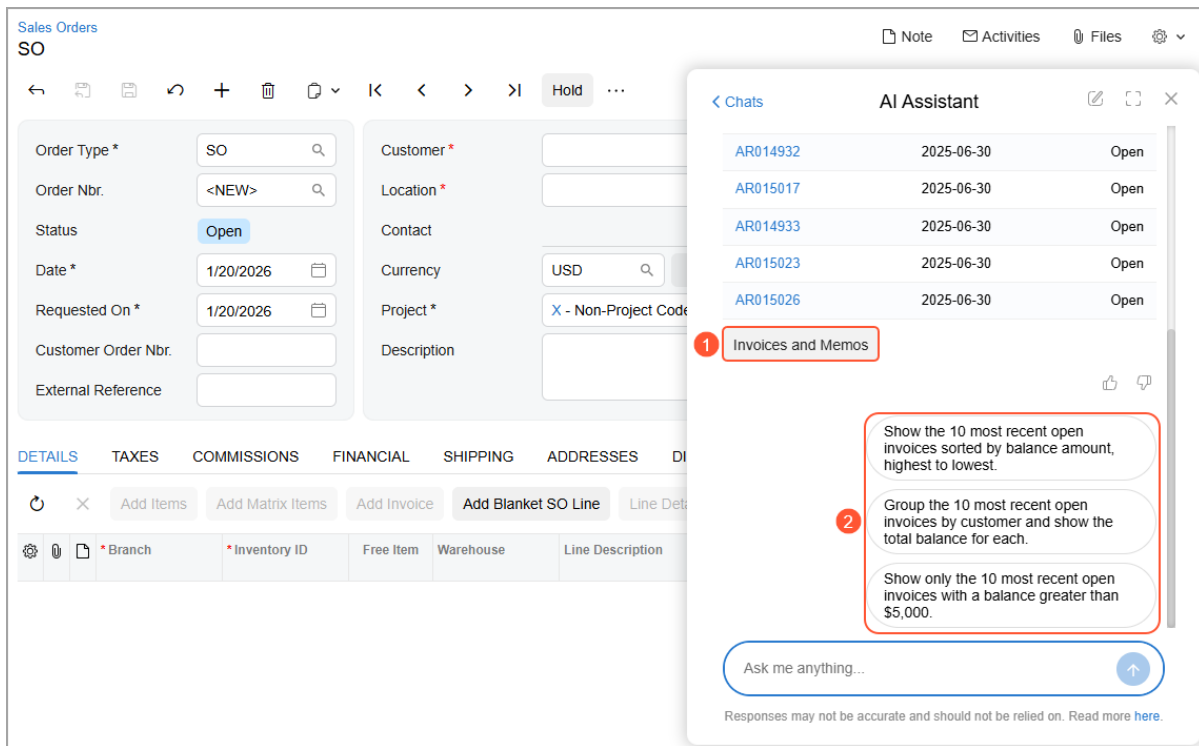 Sales Orders
SO
Note Activities Files
Hold
Order Type * SO
Order Nbr. <NEW>
Status Open
Date * 1/20/2026
Requested On * 1/20/2026
Customer Order Nbr.
External Reference
Customer *
Location *
Contact
Currency USD
Project * X - Non-Project Code
Description
DETAILS TAXES COMMISSIONS FINANCIAL SHIPPING ADDRESSES DI
Add Items Add Matrix Items Add Invoice Add Blanket SO Line Line Deta
* Branch * Inventory ID Free Item Warehouse Line Description
Chats AI Assistant
AR014932 2025-06-30 Open
AR015017 2025-06-30 Open
AR014933 2025-06-30 Open
AR015023 2025-06-30 Open
AR015026 2025-06-30 Open
1 Invoices and Memos
2
Show the 10 most recent open
invoices sorted by balance amount,
highest to lowest.
Group the 10 most recent open
invoices by customer and show the
total balance for each.
Show only the 10 most recent open
invoices with a balance greater than
$5,000.
Ask me anything...
Responses may not be accurate and should not be relied on. Read more here.